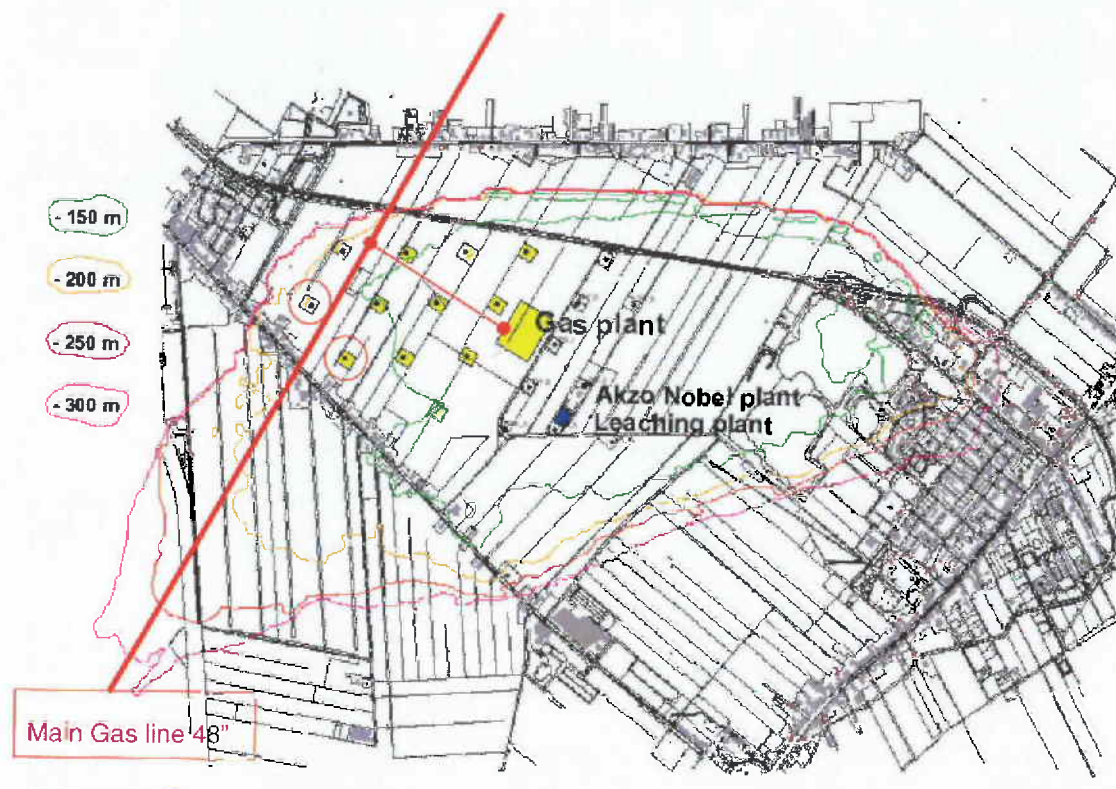 - 150 m
- 200 m
- 250 m
- 300 m
Gas plant
Akzo Nobel plant
Leaching plant
Main Gas line 48"